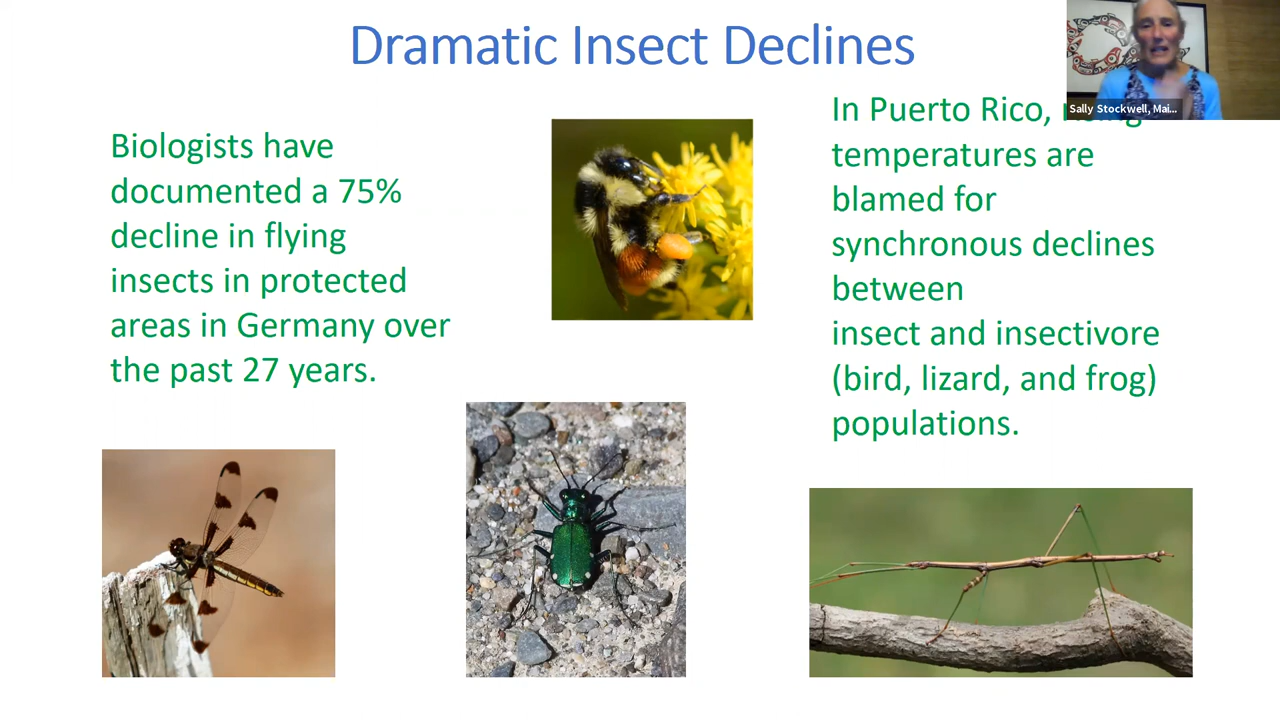 Dramatic Insect Declines
Sally Stockwell, Mai...
Biologists have
documented a 75%
decline in flying
insects in protected
areas in Germany over
the past 27 years.
In Puerto Rico,
temperatures are
blamed for
synchronous declines
between
insect and insectivore
(bird, lizard, and frog)
populations.